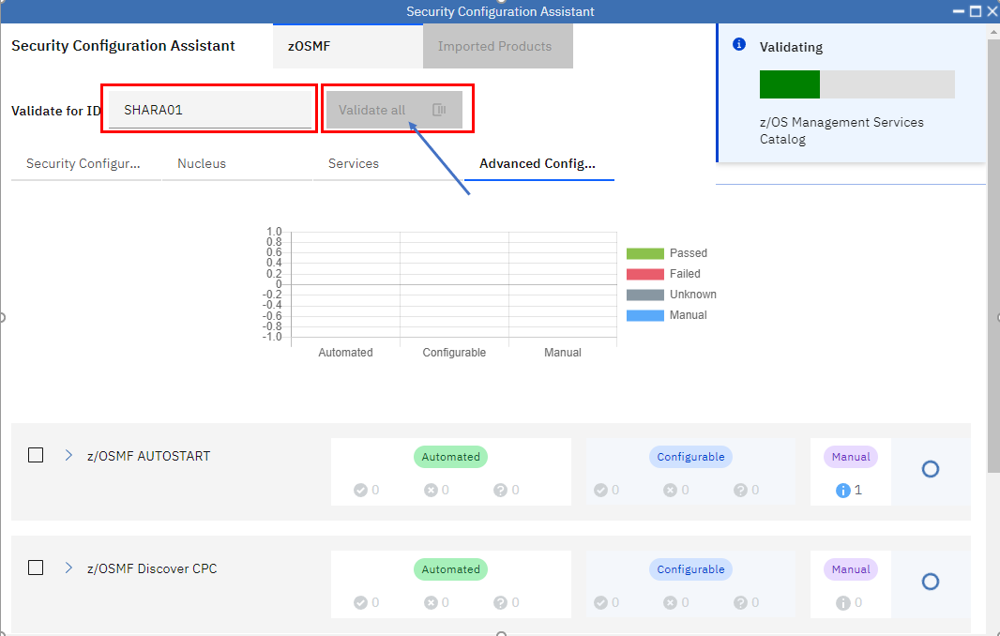 Security Configuration Assistant
Security Configuration Assistant
zOSMF
Imported Products
Validating
z/OS Management Services
Catalog
Validate for ID
SHARA01
Validate all
Security Configur...
Nucleus
Services
Advanced Config...
1.0
0.8
0.6
0.4
0.2
0
-0.2
-0.4
-0.6
-0.8
-1.0
Automated
Configurable
Manual
Passed
Failed
Unknown
Manual
z/OSMF AUTOSTART
Automated
0 0 0
Configurable
0 0 0
Manual
1
z/OSMF Discover CPC
Automated
0 0 0
Configurable
0 0 0
Manual
0